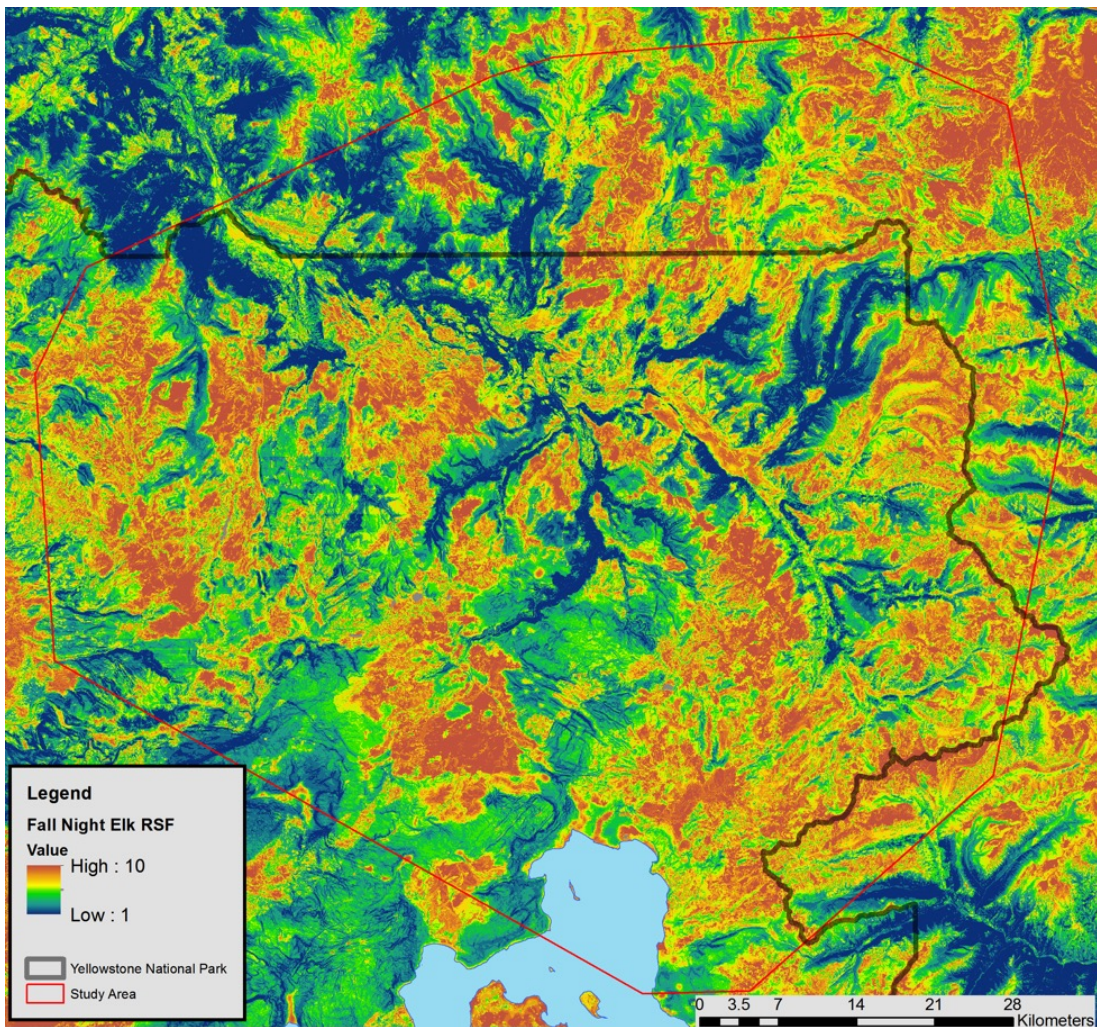 Legend
Fall Night Elk RSF
Value
High : 10
Low : 1
Yellowstone National Park
Study Area
0 3.5 7 14 21 28
Kilometers